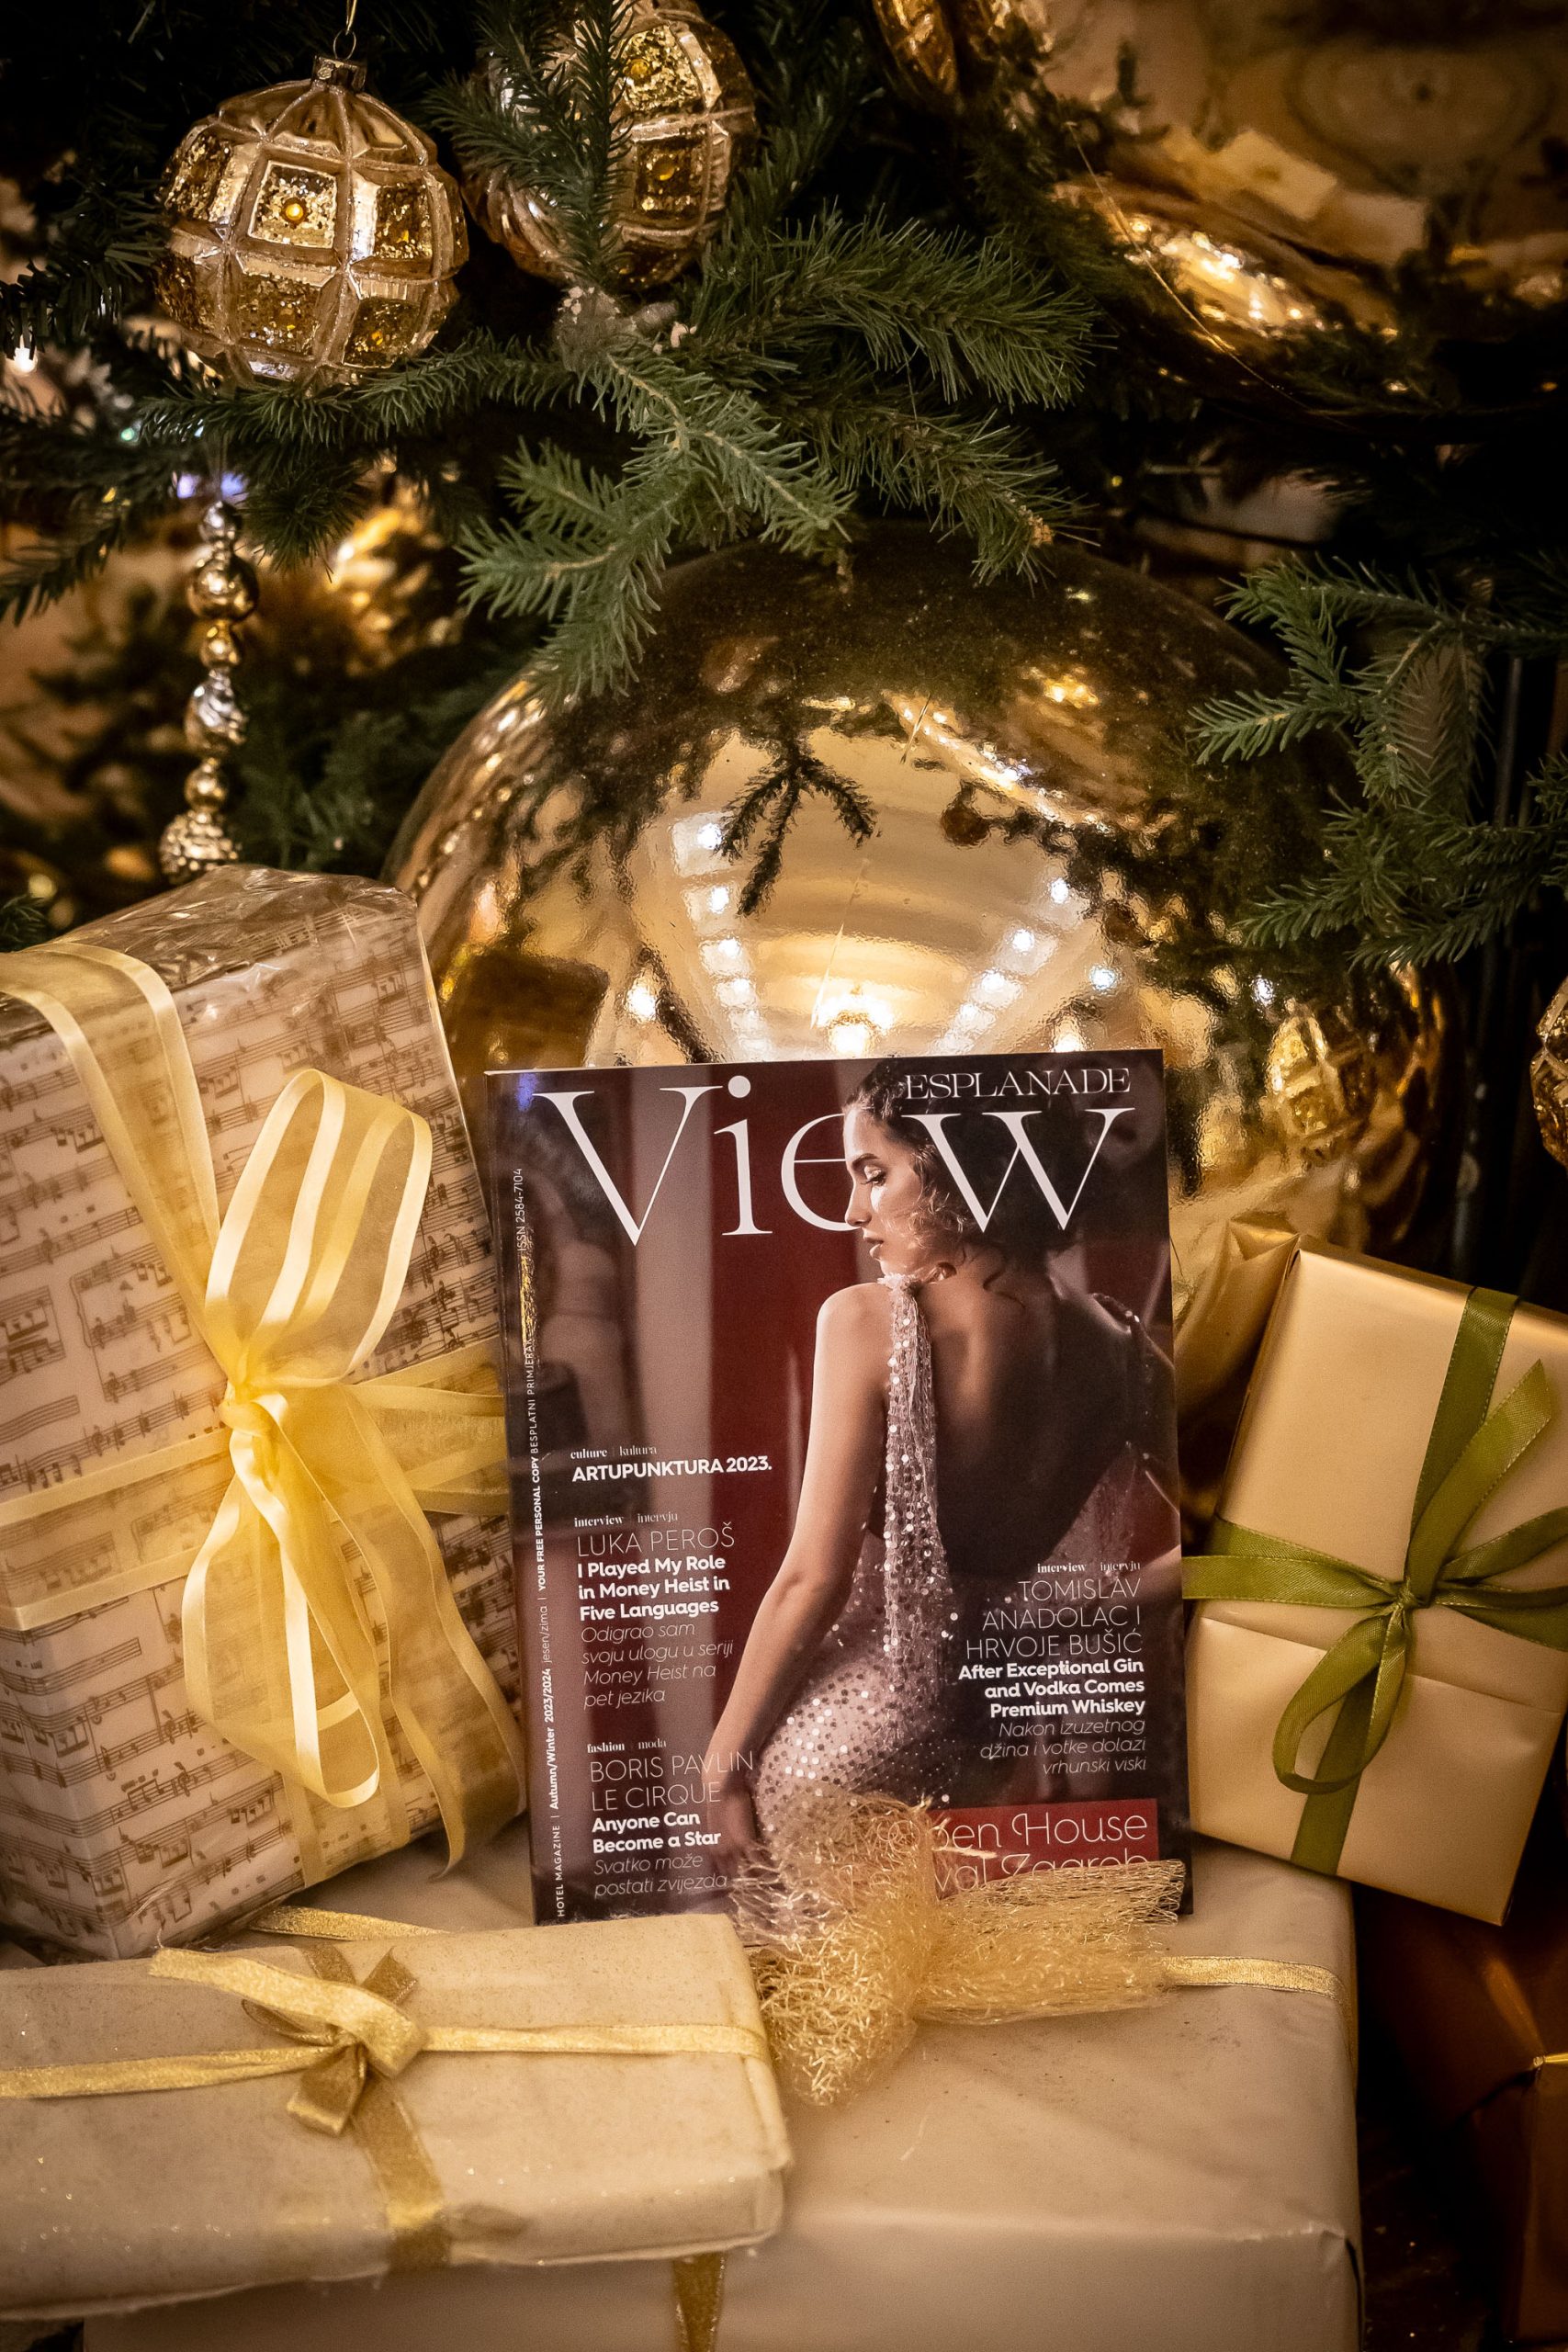 ESPLANADE
View
ISSN 2584-7104
HOTEL MAGAZINE | Autumn/Winter 2023/2024 jesen/zima | YOUR FREE PERSONAL COPY BESPLATNI PRIMJERAK
culture | kultura
ARTUPUNKTURA 2023.
interview | intervju
LUKA PEROŠ
I Played My Role
in Money Heist in
Five Languages
Odigrao sam
svoju ulogu u seriji
Money Heist na
pet jezika
fashion | moda
BORIS PAVLIN
LE CIRQUE
Anyone Can
Become a Star
Svatko može
postati zvijezda
interview | intervju
TOMISLAV
ANADOLAC I
HRVOJE BUŠIĆ
After Exceptional Gin
and Vodka Comes
Premium Whiskey
Nakon izuzetnog
džina i votke dolazi
vrhunski viski
House
Zagreb